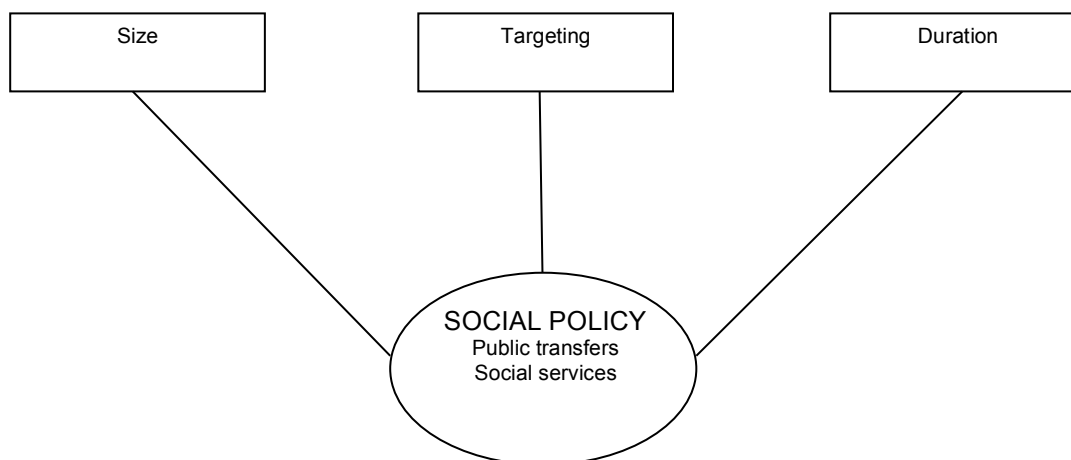 Size
Targeting
Duration
SOCIAL POLICY
Public transfers
Social services